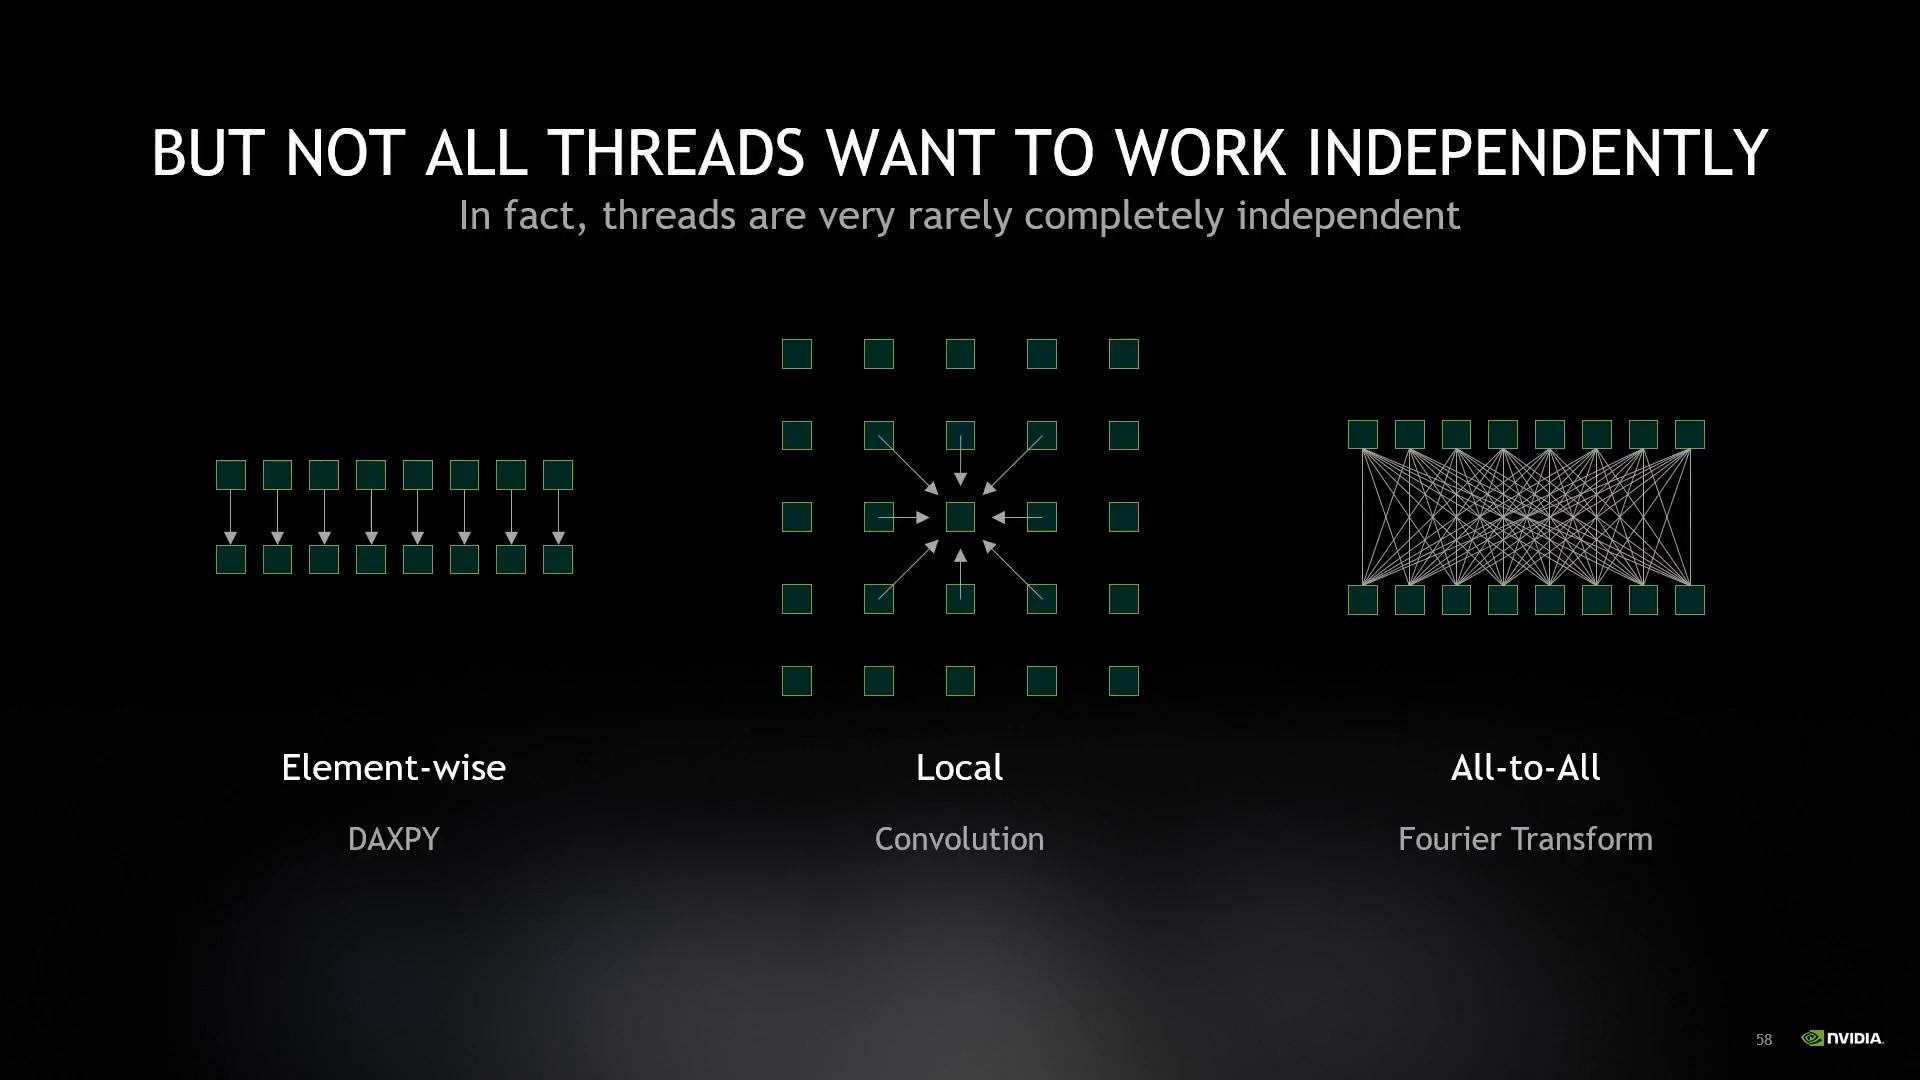 BUT NOT ALL THREADS WANT TO WORK INDEPENDENTLY
In fact, threads are very rarely completely independent
Element-wise
Local
All-to-All
DAXPY
Convolution
Fourier Transform
58
NVIDIA.